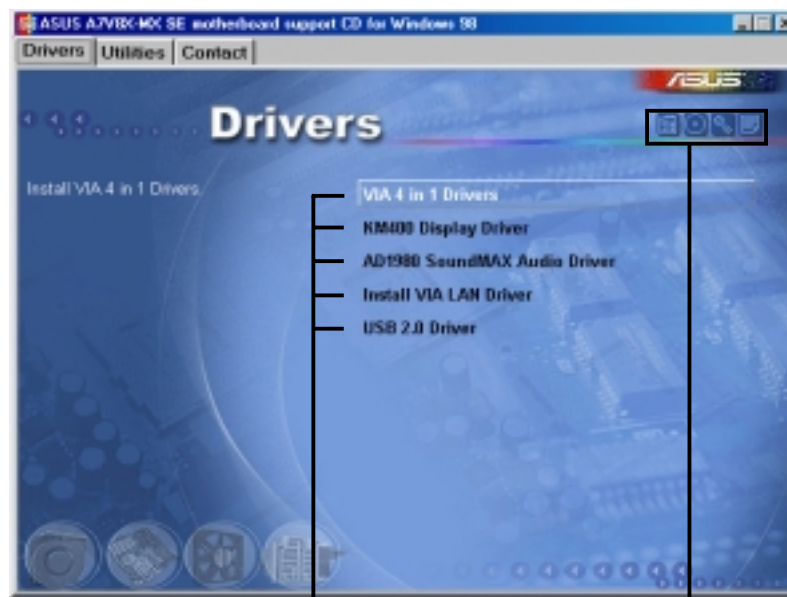 ASUS A7V8X-MX SE motherboard support CD for Windows 98
Drivers Utilities Contact
ASUS
Drivers
Install VIA 4 in 1 Drivers.
VIA 4 in 1 Drivers
KM400 Display Driver
AD1980 SoundMAX Audio Driver
Install VIA LAN Driver
USB 2.0 Driver